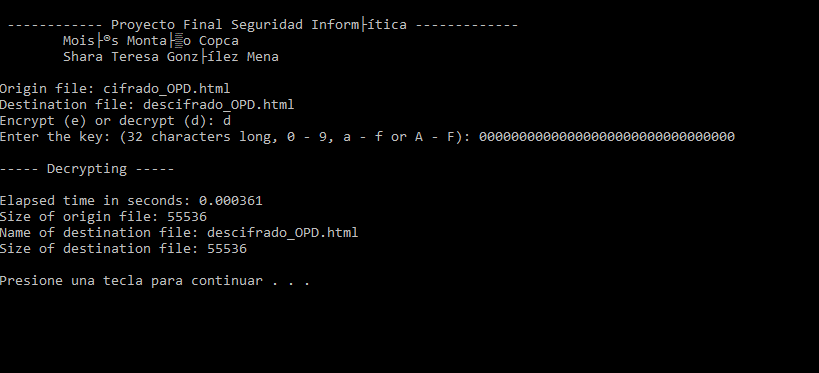 ------------ Proyecto Final Seguridad Inform├ítica -------------
Mois├®s Monta├▒o Copca
Shara Teresa Gonz├ílez Mena
Origin file: cifrado_OPD.html
Destination file: descifrado_OPD.html
Encrypt (e) or decrypt (d): d
Enter the key: (32 characters long, 0 - 9, a - f or A - F): 00000000000000000000000000000000
----- Decrypting -----
Elapsed time in seconds: 0.000361
Size of origin file: 55536
Name of destination file: descifrado_OPD.html
Size of destination file: 55536
Presione una tecla para continuar . . .